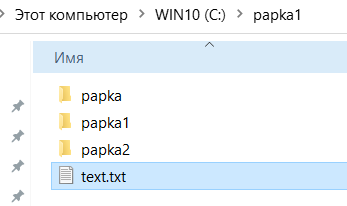 Этот компьютер > WIN10 (C:) > papka1
Имя
papka
papka1
papka2
text.txt